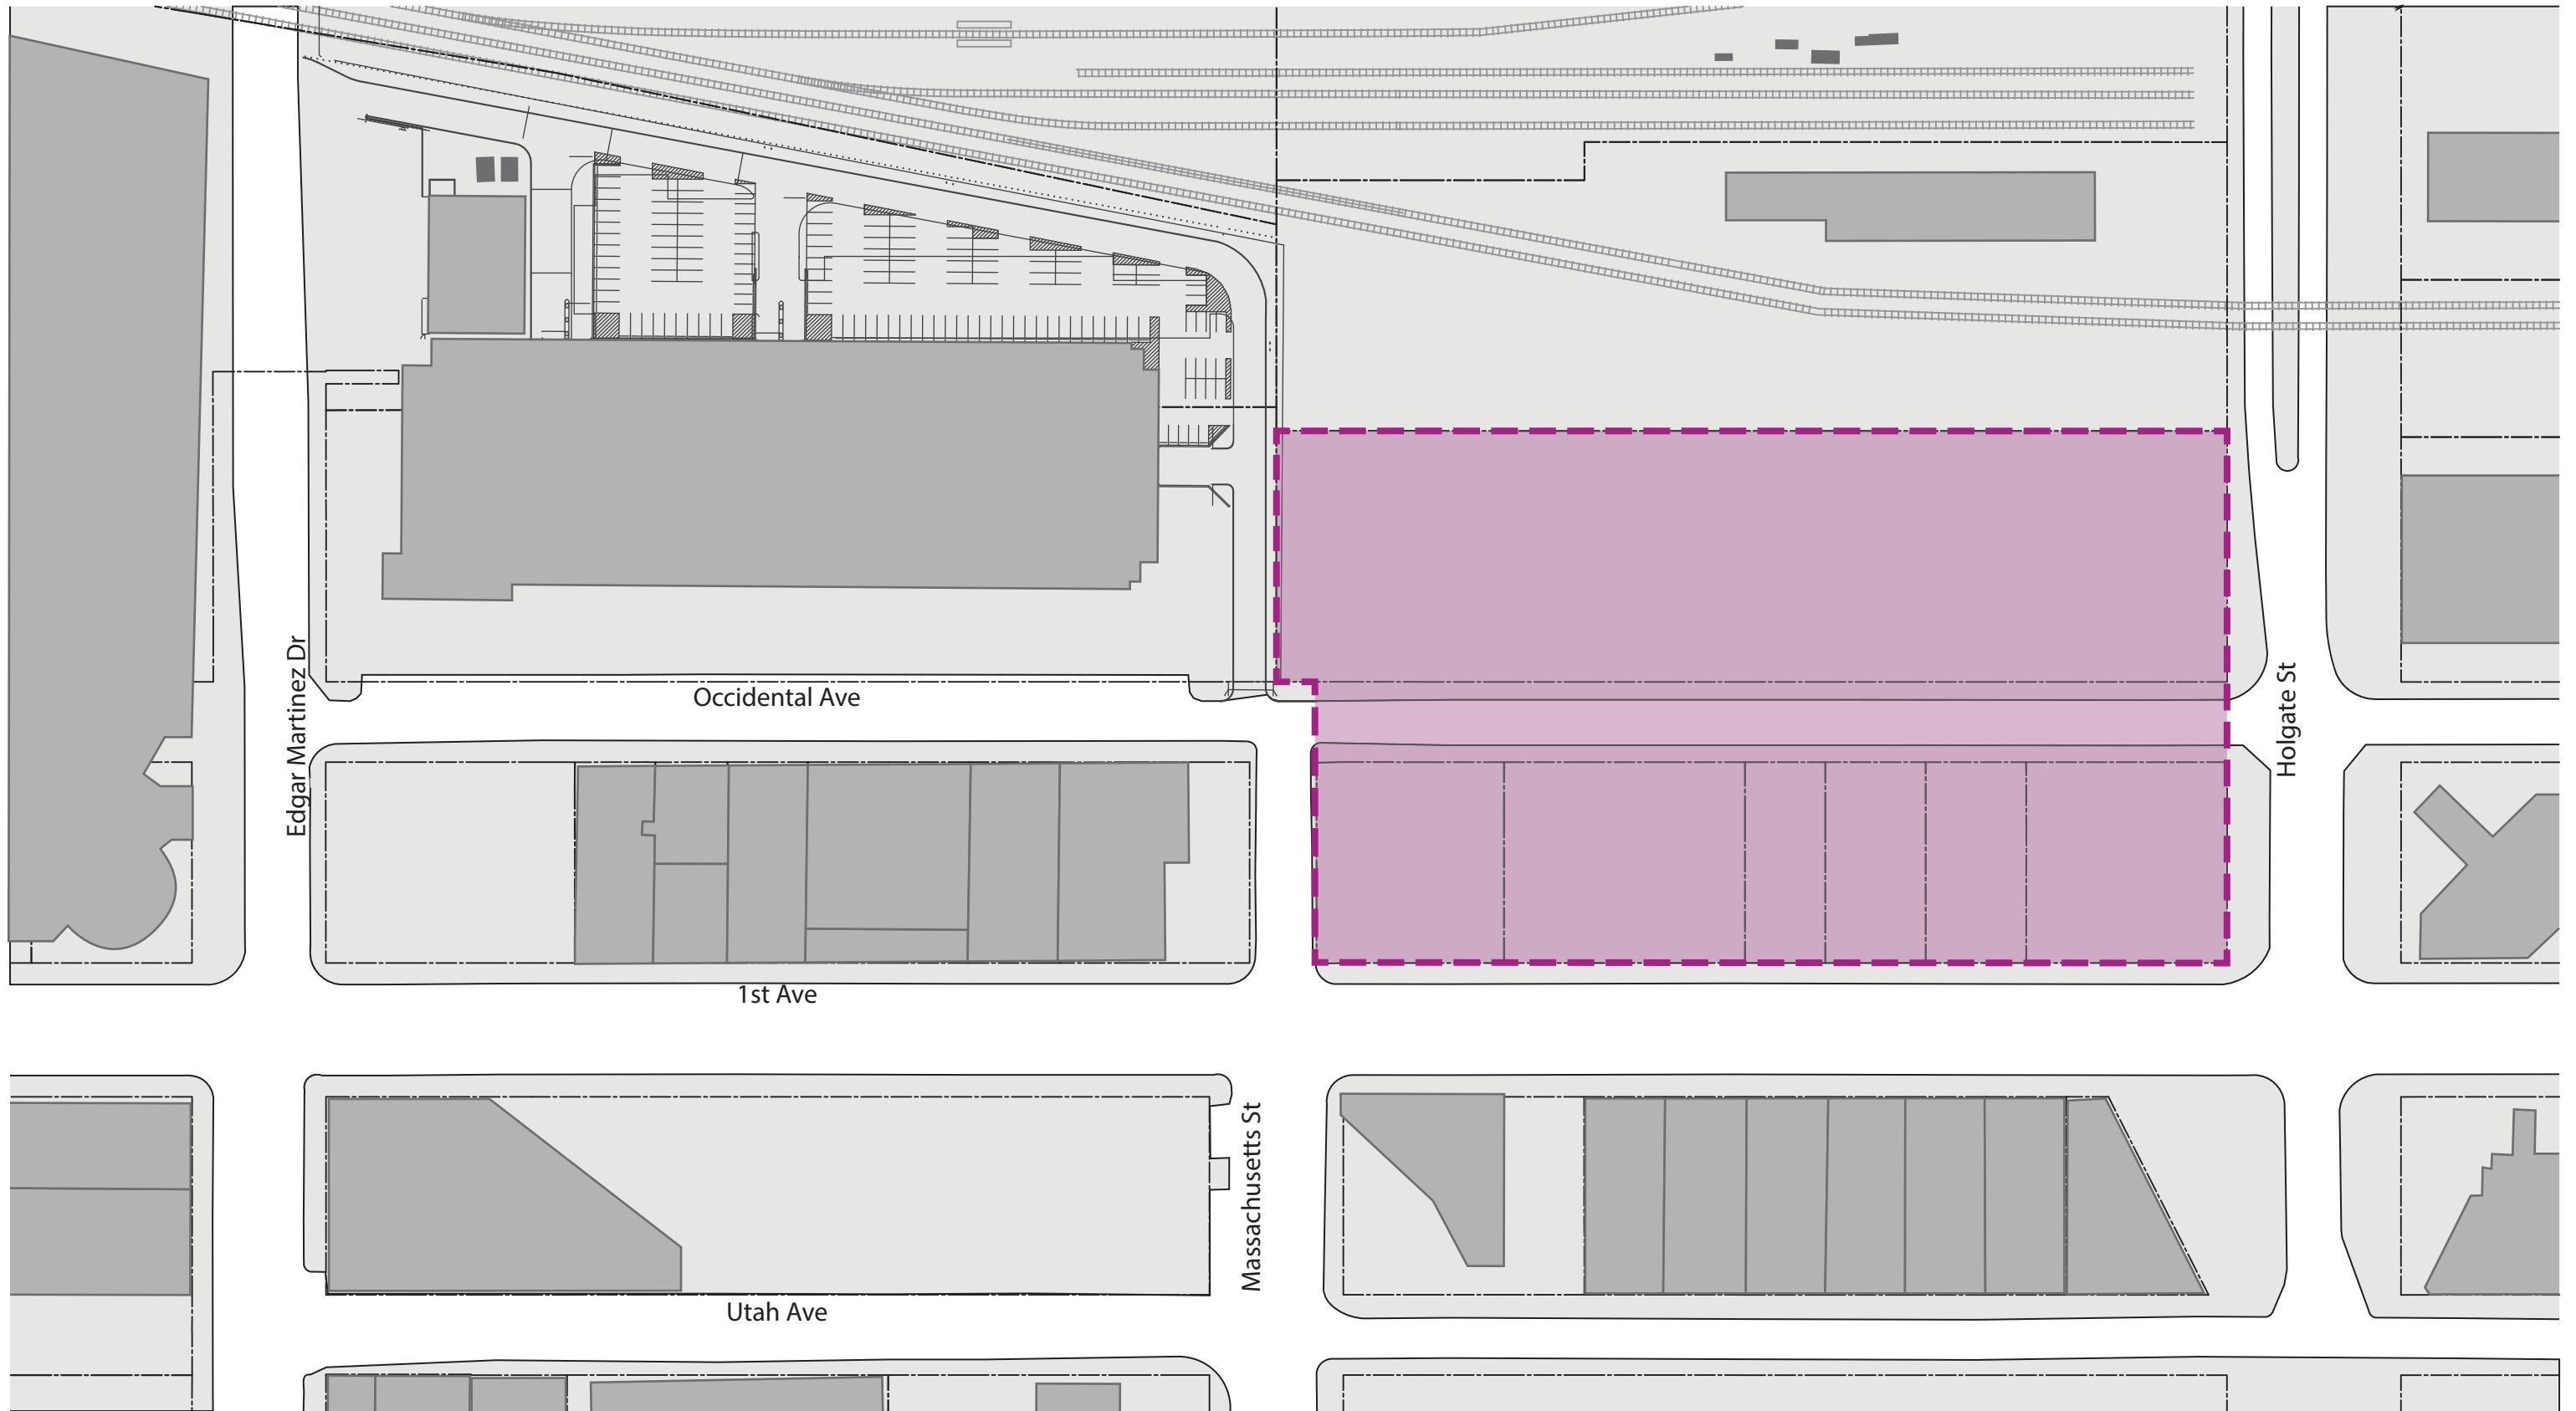 Edgar Martinez Dr
Occidental Ave
Holgate St
1st Ave
Massachusetts St
Utah Ave